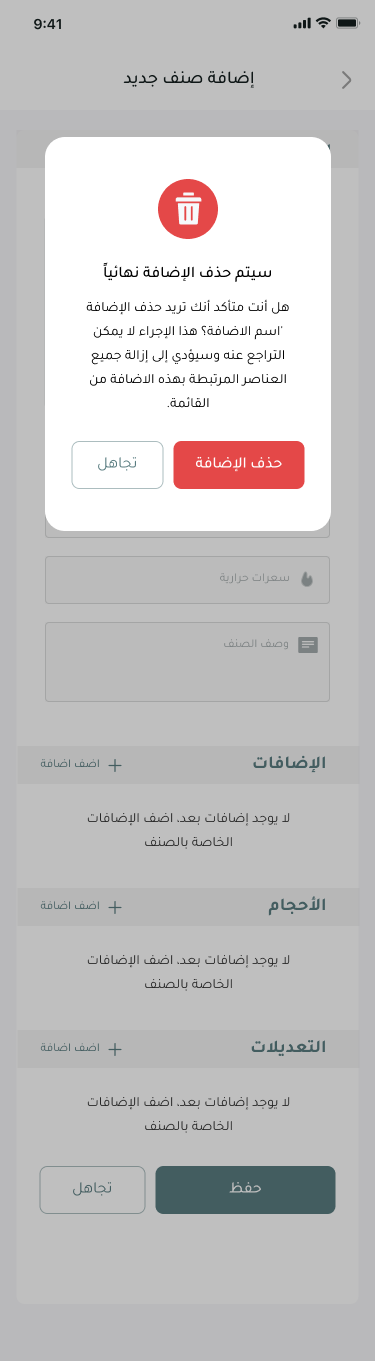 9:41
إضافة صنف جديد
سيتم حذف الإضافة نهائياً
هل أنت متأكد أنك تريد حذف الإضافة
'اسم الاضافة؟ هذا الإجراء لا يمكن
التراجع عنه وسيؤدي إلى إزالة جميع
العناصر المرتبطة بهذه الاضافة من
القائمة.
حذف الإضافة
تجاهل
سعرات حرارية
وصف الصنف
الإضافات
اضف اضافة
لا يوجد إضافات بعد، اضف الإضافات
الخاصة بالصنف
الأحجام
اضف اضافة
لا يوجد إضافات بعد، اضف الإضافات
الخاصة بالصنف
التعديلات
اضف اضافة
لا يوجد إضافات بعد، اضف الإضافات
الخاصة بالصنف
حفظ
تجاهل